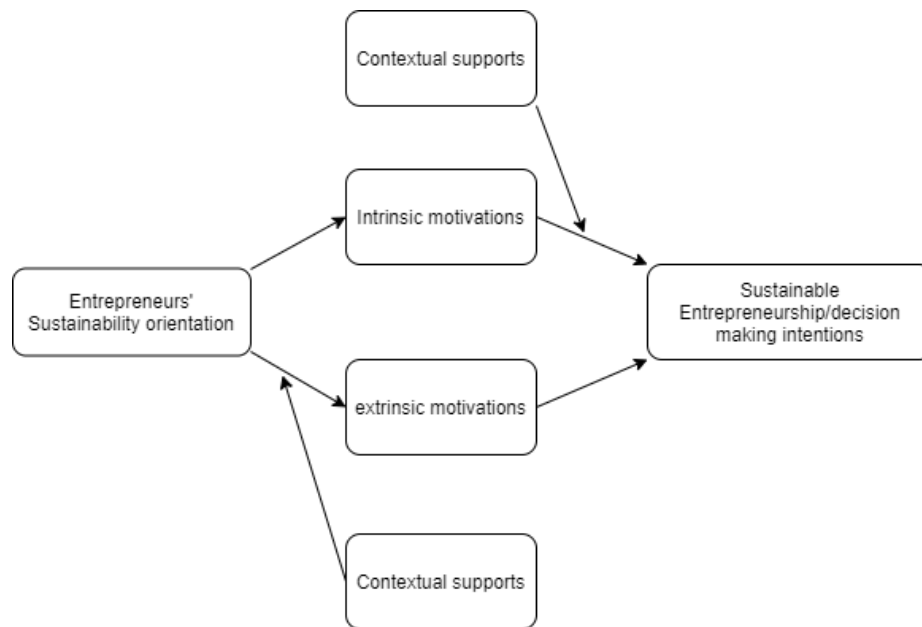 Contextual supports
Intrinsic motivations
Entrepreneurs'
Sustainability orientation
Sustainable
Entrepreneurship/decision
making intentions
extrinsic motivations
Contextual supports